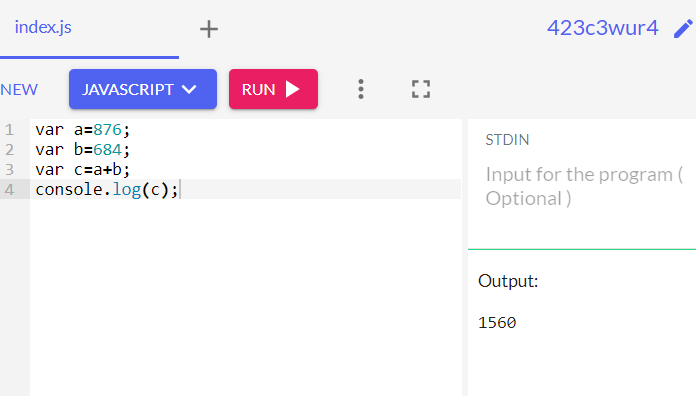 index.js
+
423c3wur4
NEW
JAVASCRIPT
RUN
1 var a=876;
2 var b=684;
3 var c=a+b;
4 console.log(c);
STDIN
Input for the program (
Optional )
Output:
1560